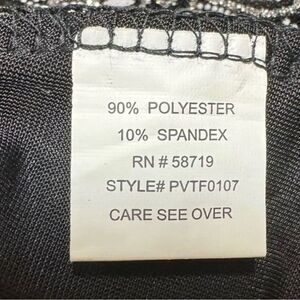 90% POLYESTER
10% SPANDEX
RN # 58719
STYLE# PVTF0107
CARE SEE OVER